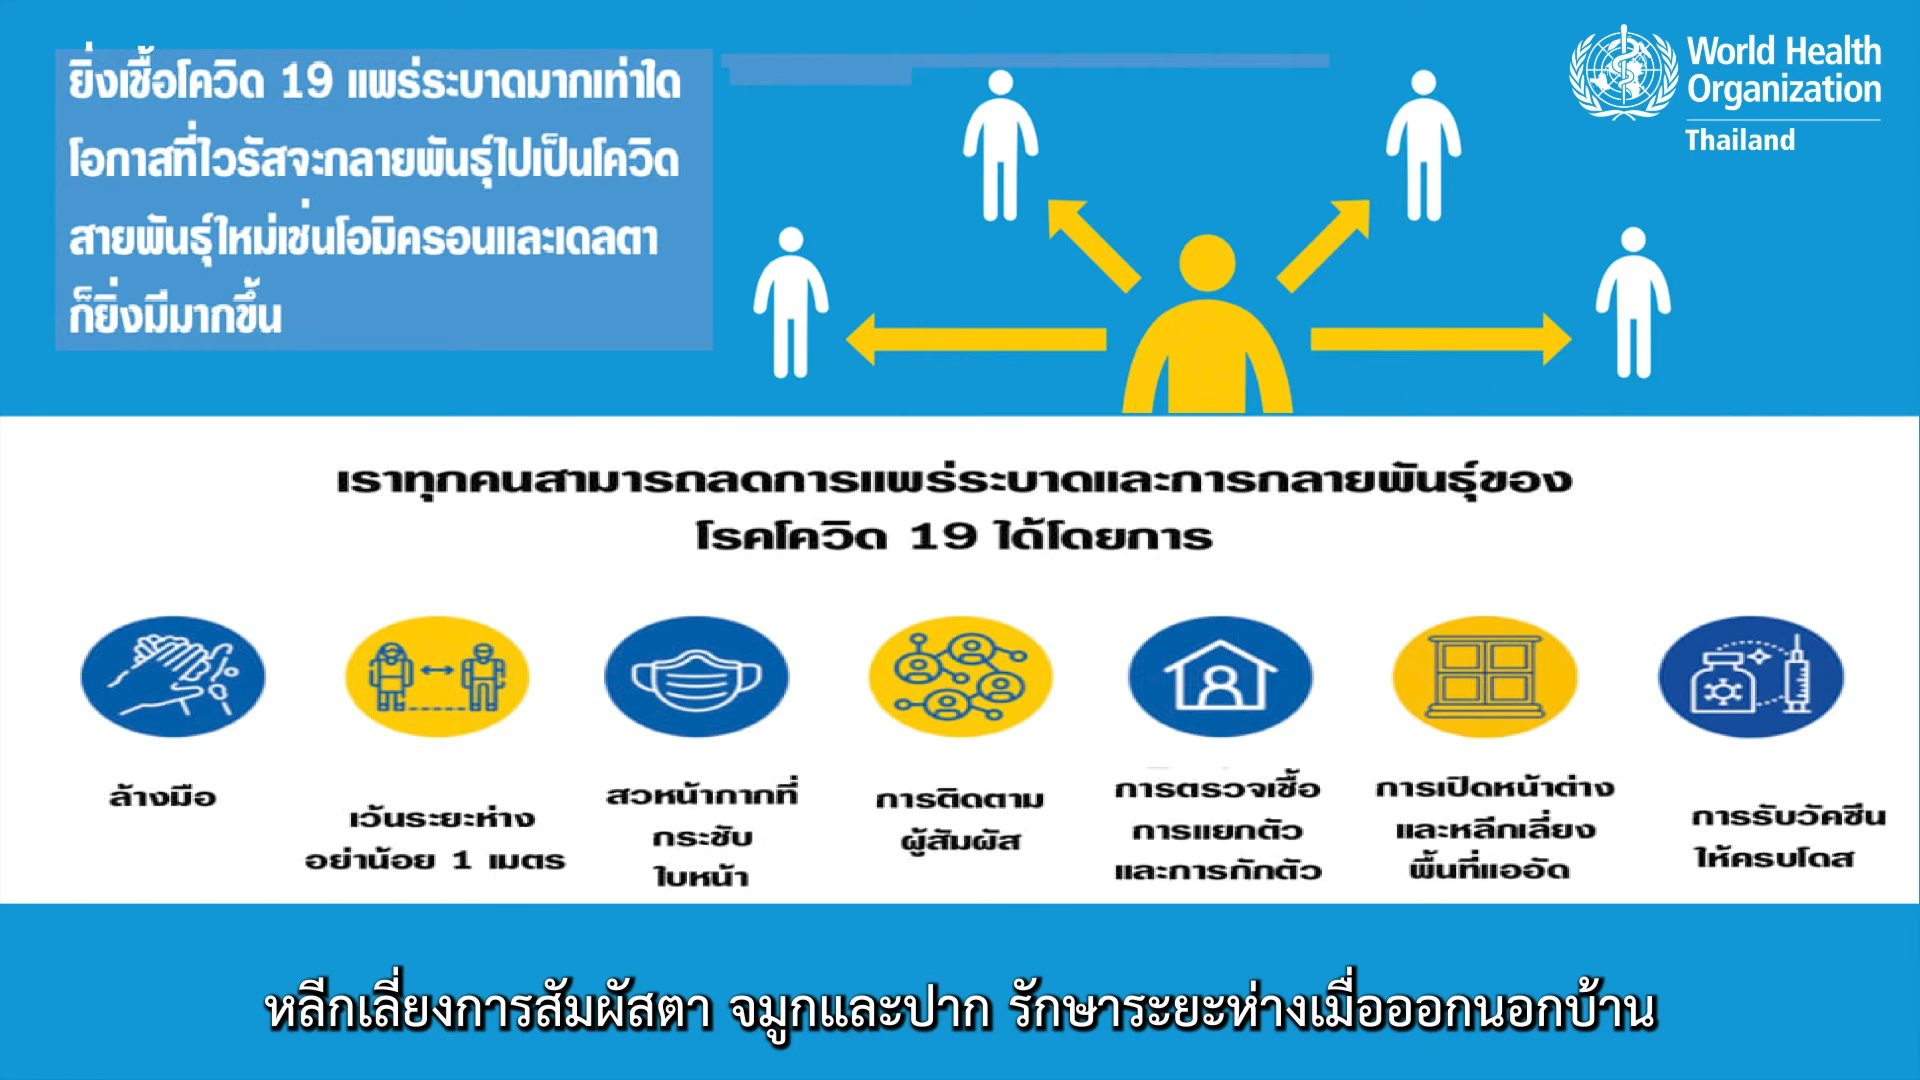 ยิ่งเชื้อโควิด 19 แพร่ระบาดมากเท่าใด
โอกาสที่ไวรัสจะกลายพันธุ์ไปเป็นโควิด
สายพันธุ์ใหม่เช่นโอมิครอนและเดลตา
ก็ยิ่งมีมากขึ้น
World Health
Organization
Thailand
เราทุกคนสามารถลดการแพร่ระบาดและการกลายพันธุ์ของ
โรคโควิด 19 ได้โดยการ
ล้างมือ
เว้นระยะห่าง
อย่าน้อย 1 เมตร
สวหน้ากากที่
กระชับ
ใบหน้า
การติดตาม
ผู้สัมผัส
การตรวจเชื้อ
การแยกตัว
และการกักตัว
การเปิดหน้าต่าง
และหลีกเลี่ยง
พื้นที่แออัด
การรับวัคซีน
ให้ครบโดส
หลีกเลี่ยงการสัมผัสตา จมูกและปาก รักษาระยะห่างเมื่อออกนอกบ้าน